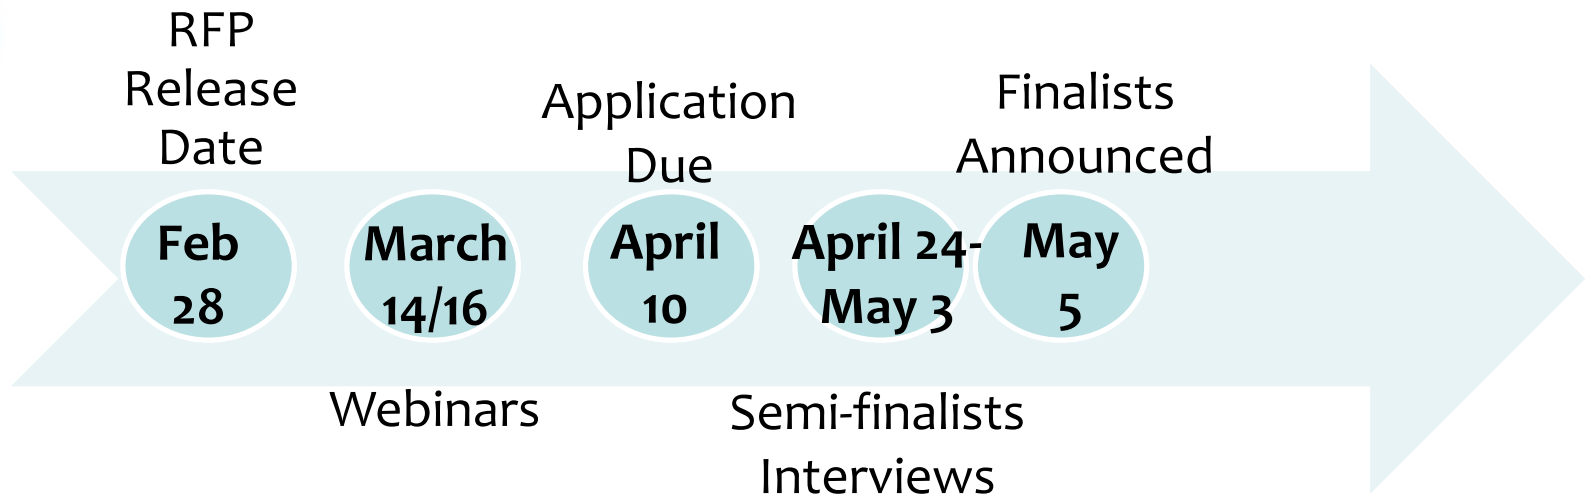 RFP
Release
Date
Feb
28
March
14/16
Webinars
Application
Due
April
10
April 24-
May 3
Semi-finalists
Interviews
Finalists
Announced
May
5